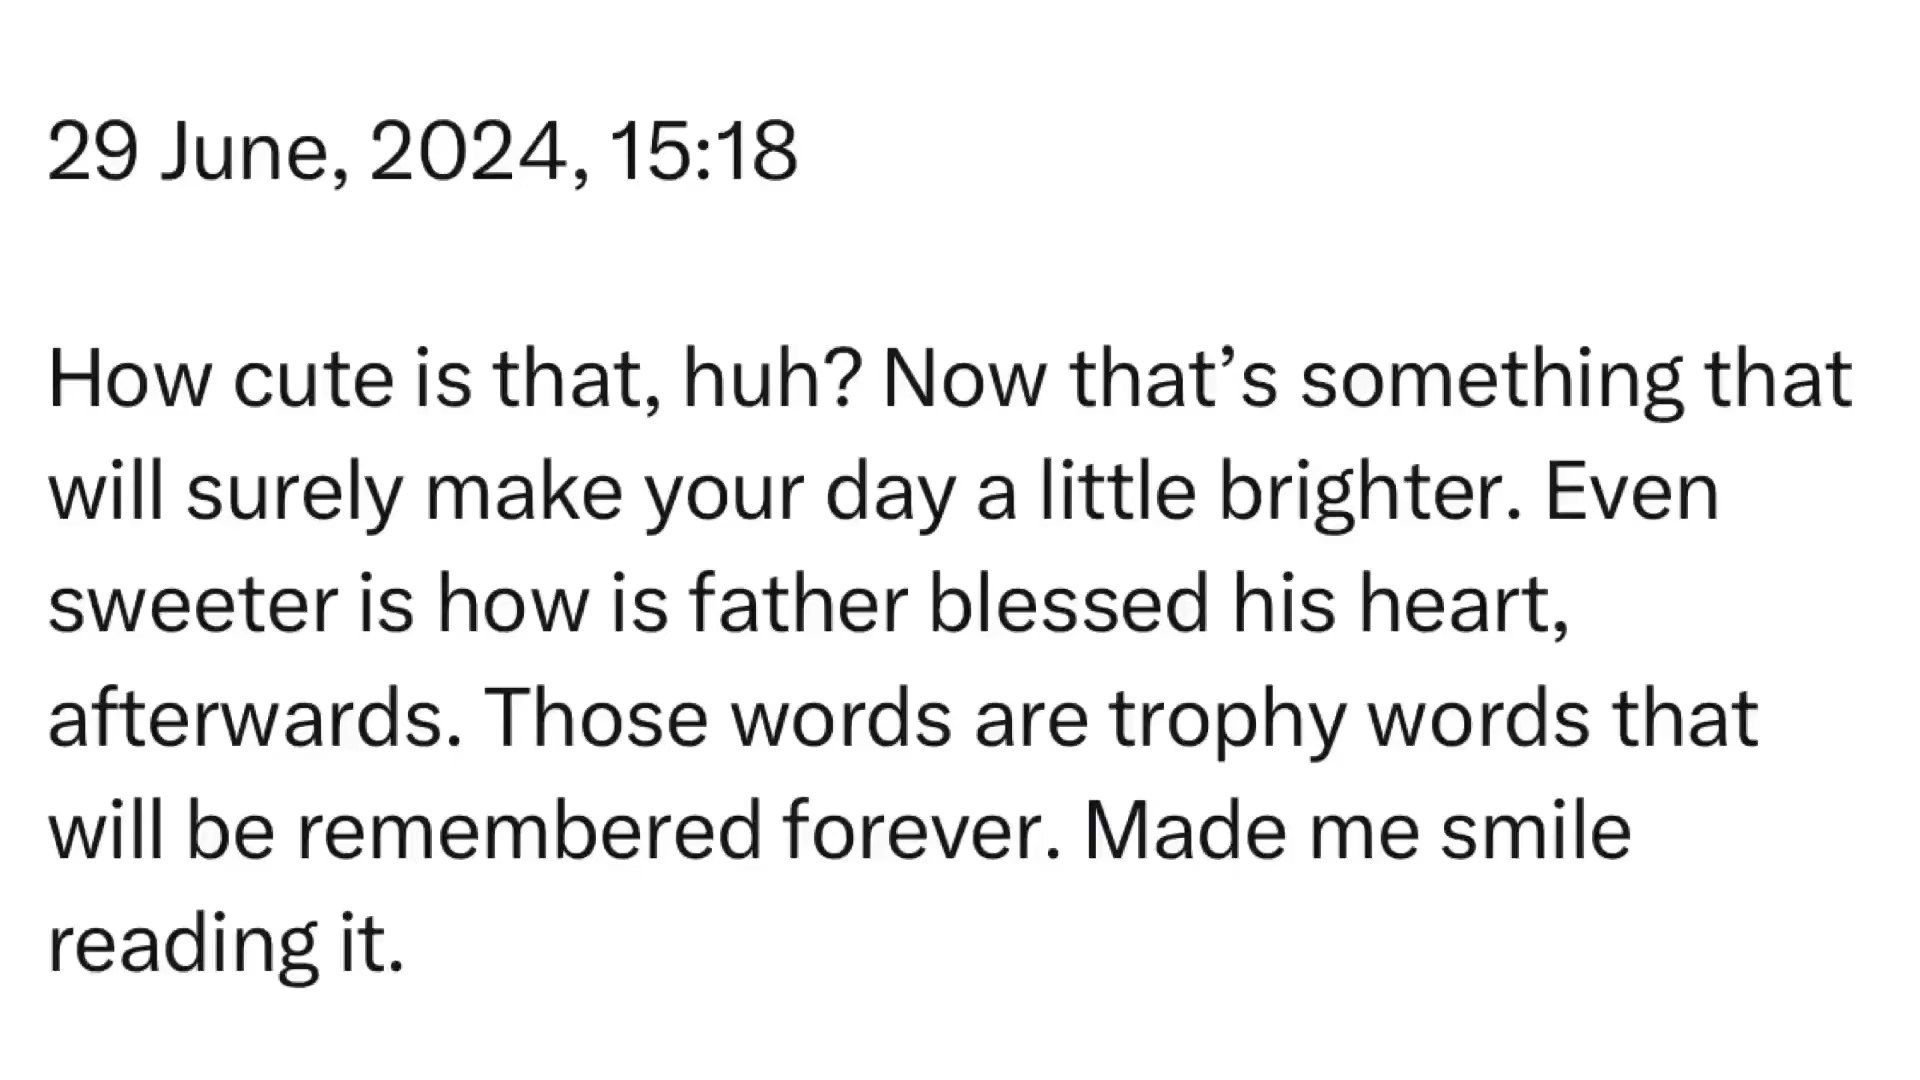 29 June, 2024, 15:18
How cute is that, huh? Now that’s something that
will surely make your day a little brighter. Even
sweeter is how is father blessed his heart,
afterwards. Those words are trophy words that
will be remembered forever. Made me smile
reading it.